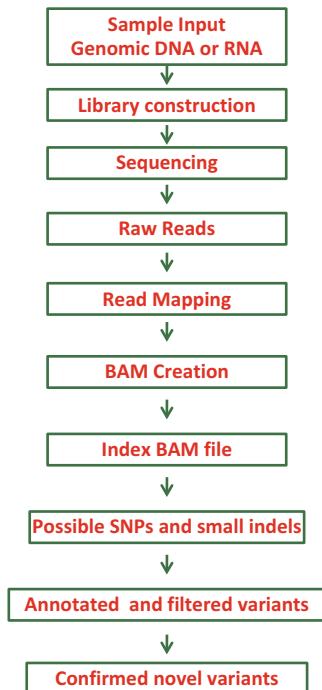 Sample Input
Genomic DNA or RNA
Library construction
Sequencing
Raw Reads
Read Mapping
BAM Creation
Index BAM file
Possible SNPs and small indels
Annotated and filtered variants
Confirmed novel variants